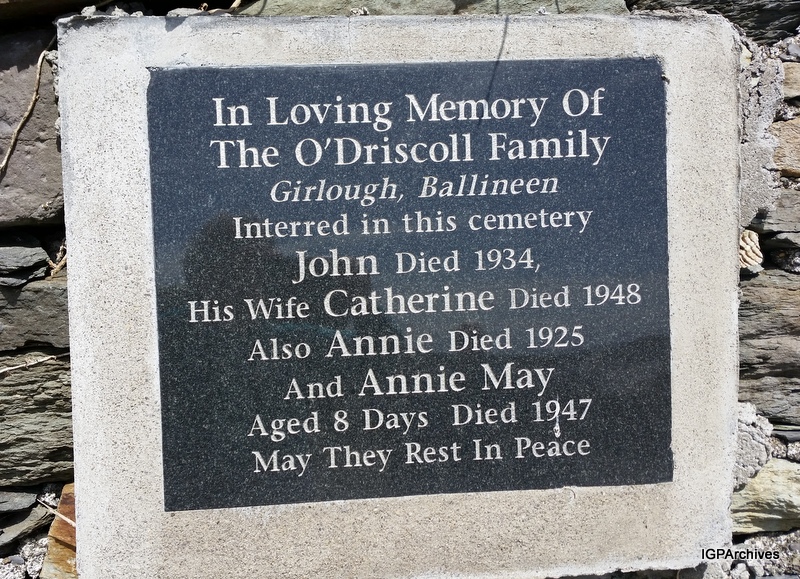 In Loving Memory Of
The O'Driscoll Family
Girlough, Ballineen
Interred in this cemetery
John Died 1934,
His Wife Catherine Died 1948
Also Annie Died 1925
And Annie May
Aged 8 Days Died 1947
May They Rest In Peace
IGPArchives